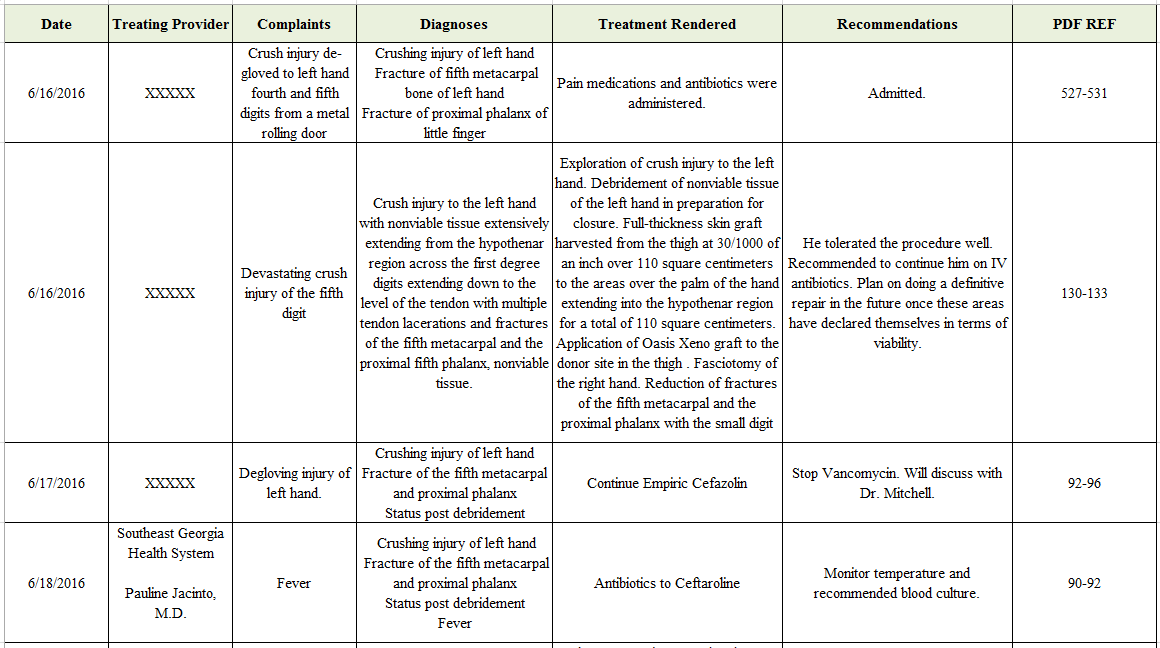 Date Treating Provider Complaints Diagnoses Treatment Rendered Recommendations PDF REF
6/16/2016
XXXXX
Crush injury de-
gloved to left hand
fourth and fifth
digits from a metal
rolling door
Crushing injury of left hand
Fracture of fifth metacarpal
bone of left hand
Fracture of proximal phalanx of
little finger
Pain medications and antibiotics were
administered.
Admitted.
527-531
6/16/2016
XXXXX
Devastating crush
injury of the fifth
digit
Crush injury to the left hand
with nonviable tissue extensively
extending from the hypothenar
region across the first degree
digits extending down to the
level of the tendon with multiple
tendon lacerations and fractures
of the fifth metacarpal and the
proximal fifth phalanx, nonviable
tissue.
Exploration of crush injury to the left
hand. Debridement of nonviable tissue
of the left hand in preparation for
closure. Full-thickness skin graft
harvested from the thigh at 30/1000 of
an inch over 110 square centimeters
to the areas over the palm of the hand
extending into the hypothenar region
for a total of 110 square centimeters.
Application of Oasis Xeno graft to the
donor site in the thigh . Fasciotomy of
the right hand. Reduction of fractures
of the fifth metacarpal and the
proximal phalanx with the small digit
He tolerated the procedure well.
Recommended to continue him on IV
antibiotics. Plan on doing a definitive
repair in the future once these areas
have declared themselves in terms of
viability.
130-133
6/17/2016
XXXXX
Degloving injury of
left hand.
Crushing injury of left hand
Fracture of the fifth metacarpal
and proximal phalanx
Status post debridement
Continue Empiric Cefazolin
Stop Vancomycin. Will discuss with
Dr. Mitchell.
92-96
6/18/2016
Southeast Georgia
Health System
Pauline Jacinto,
M.D.
Fever
Crushing injury of left hand
Fracture of the fifth metacarpal
and proximal phalanx
Status post debridement
Fever
Antibiotics to Ceftaroline
Monitor temperature and
recommended blood culture.
90-92